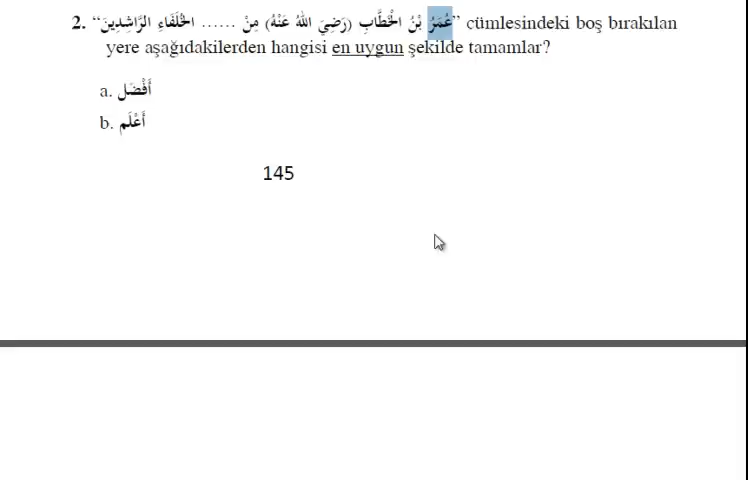 2. “عُمَرُ بْنُ الْخَطَّابِ (رَضِيَ اللهُ عَنْهُ) مِنْ ...... الْخُلَفَاءِ الرَّاشِدِينَ” cümlesindeki boş bırakılan
yere aşağıdakilerden hangisi en uygun şekilde tamamlar?
a. أَفْضَل
b. أَعْلَم
145